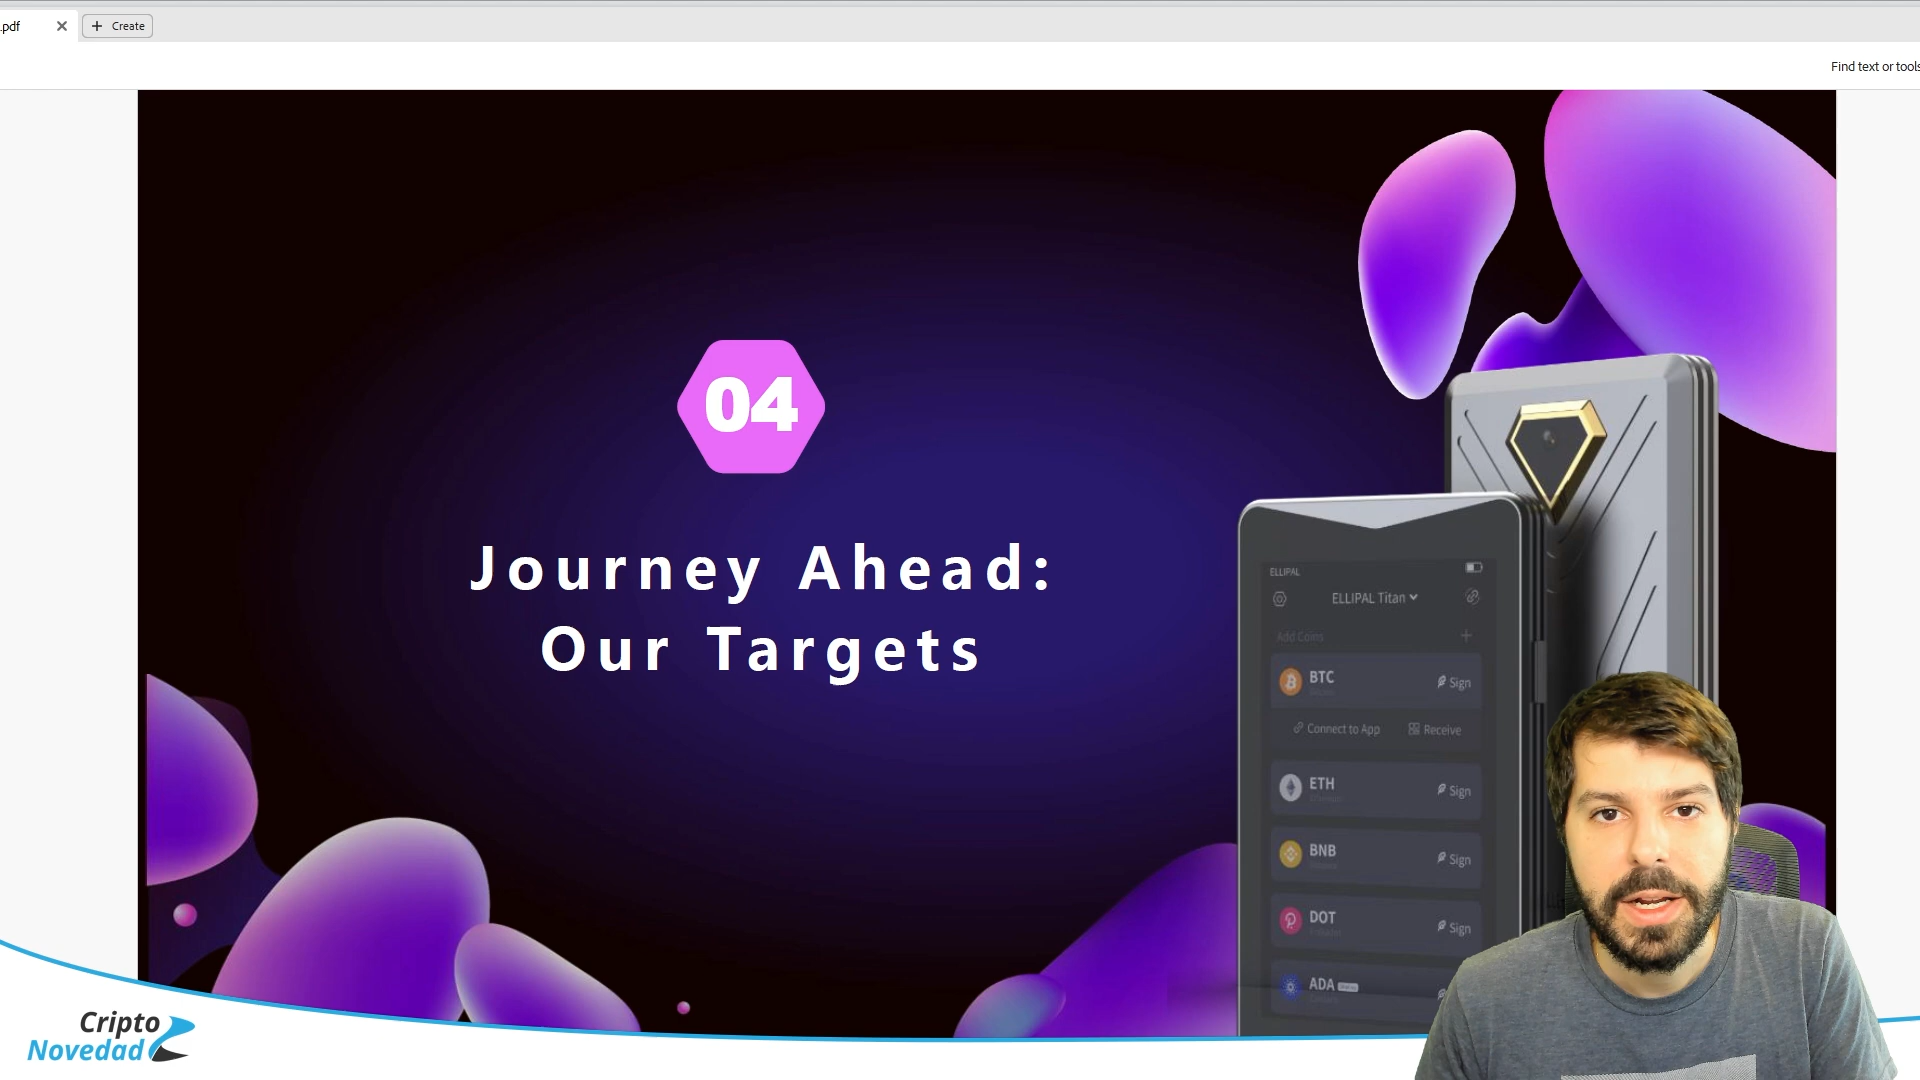 .pdf
Create
Find text or tools
04
Journey Ahead:
Our Targets
ELLIPAL
ELLIPAL Titan
Add Coins
BTC
Sign
Connect to App
Receive
ETH
Sign
BNB
Sign
DOT
Sign
ADA
Cripto
Novedad